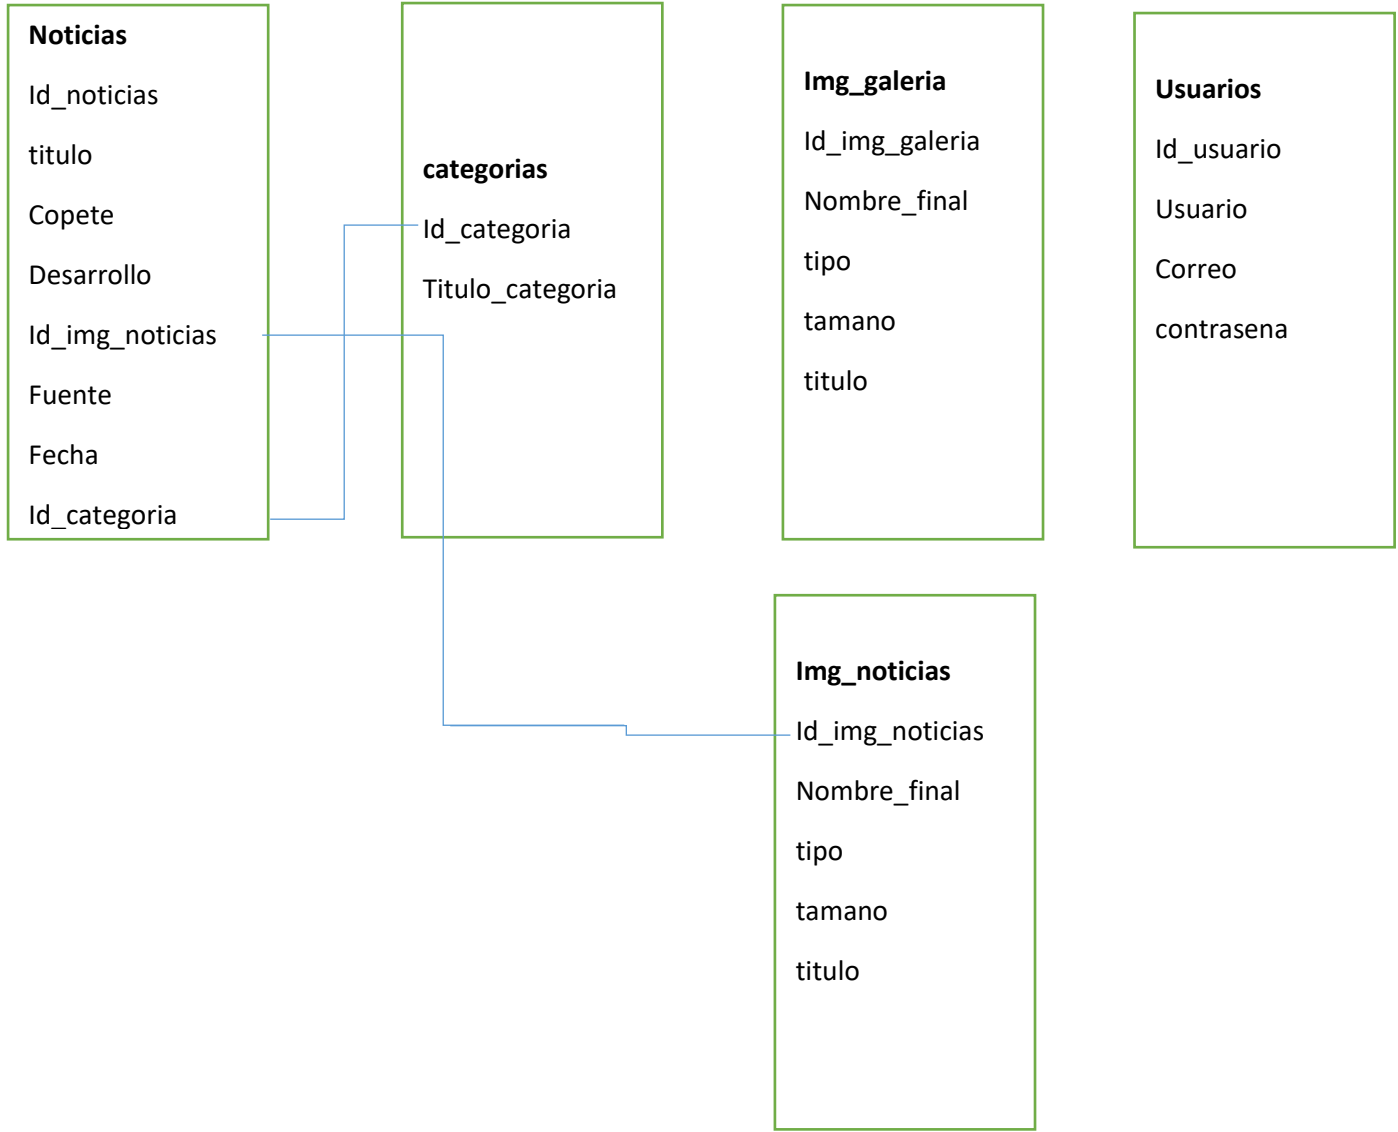 Noticias
Id_noticias
titulo
Copete
Desarrollo
Id_img_noticias
Fuente
Fecha
Id_categoria
categorias
Id_categoria
Titulo_categoria
Img_galeria
Id_img_galeria
Nombre_final
tipo
tamano
titulo
Usuarios
Id_usuario
Usuario
Correo
contrasena
Img_noticias
Id_img_noticias
Nombre_final
tipo
tamano
titulo